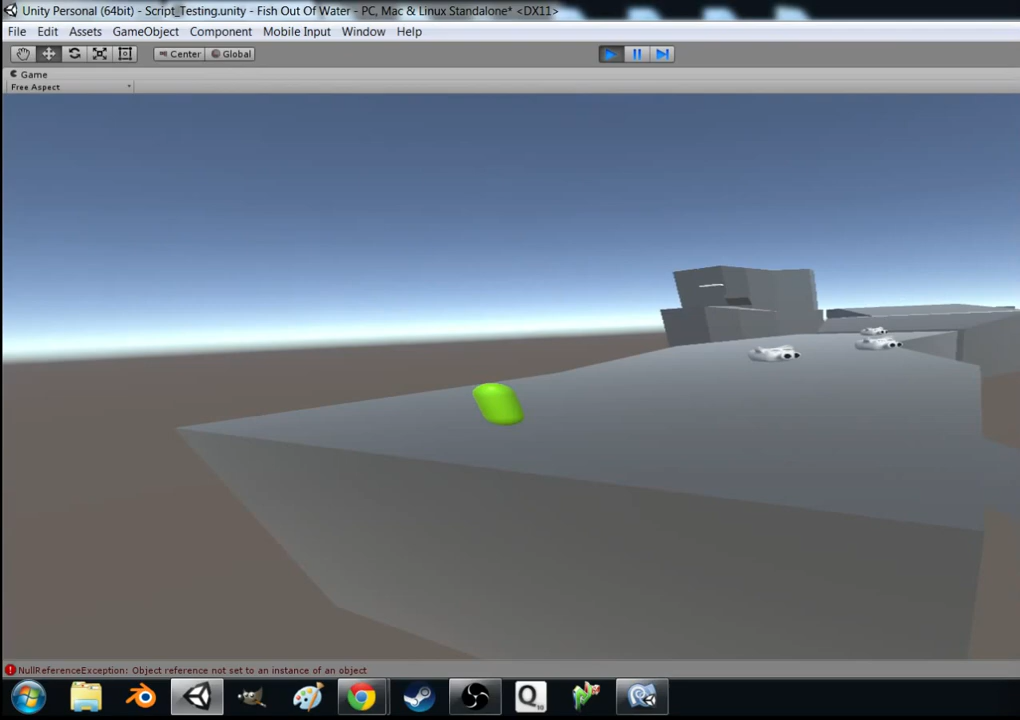 Unity Personal (64bit) - Script_Testing.unity - Fish Out Of Water - PC, Mac & Linux Standalone* <DX11>
File Edit Assets GameObject Component Mobile Input Window Help
Center Global
Game
Free Aspect
NullReferenceException: Object reference not set to an instance of an object
Q
10